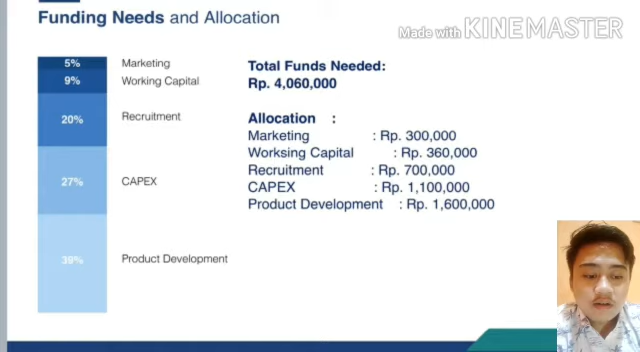 Funding Needs and Allocation
Made with KINEMASTER
5% Marketing
9% Working Capital
20% Recruitment
27% CAPEX
39% Product Development
Total Funds Needed:
Rp. 4,060,000
Allocation :
Marketing : Rp. 300,000
Worksing Capital : Rp. 360,000
Recruitment : Rp. 700,000
CAPEX : Rp. 1,100,000
Product Development : Rp. 1,600,000